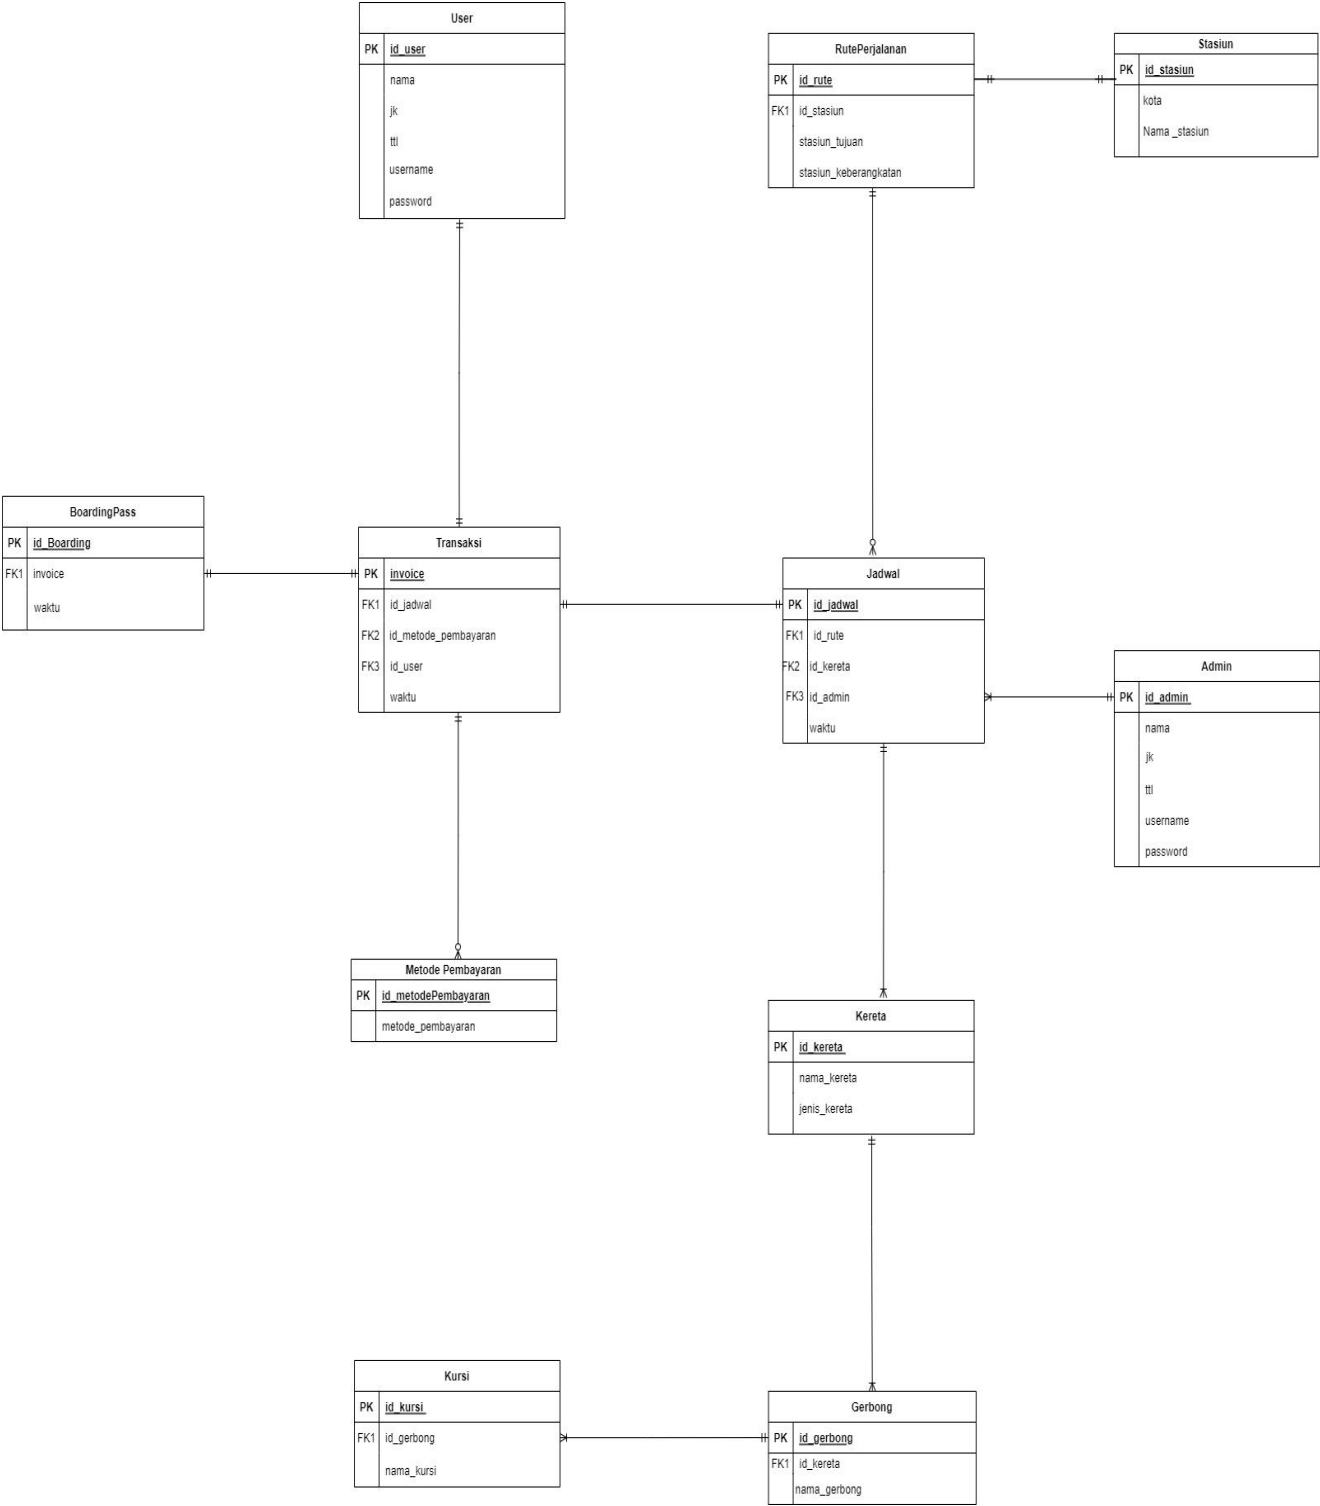 User
PK id_user
nama
jk
ttl
username
password
RutePerjalanan
PK id_rute
FK1 id_stasiun
stasiun_tujuan
stasiun_keberangkatan
Stasiun
PK id_stasiun
kota
Nama _stasiun
BoardingPass
PK id_Boarding
FK1 invoice
waktu
Transaksi
PK invoice
FK1 id_jadwal
FK2 id_metode_pembayaran
FK3 id_user
waktu
Jadwal
PK id_jadwal
FK1 id_rute
FK2 id_kereta
FK3 id_admin
waktu
Admin
PK id_admin
nama
jk
ttl
username
password
Metode Pembayaran
PK id_metodePembayaran
metode_pembayaran
Kereta
PK id_kereta
nama_kereta
jenis_kereta
Kursi
PK id_kursi
FK1 id_gerbong
nama_kursi
Gerbong
PK id_gerbong
FK1 id_kereta
nama_gerbong